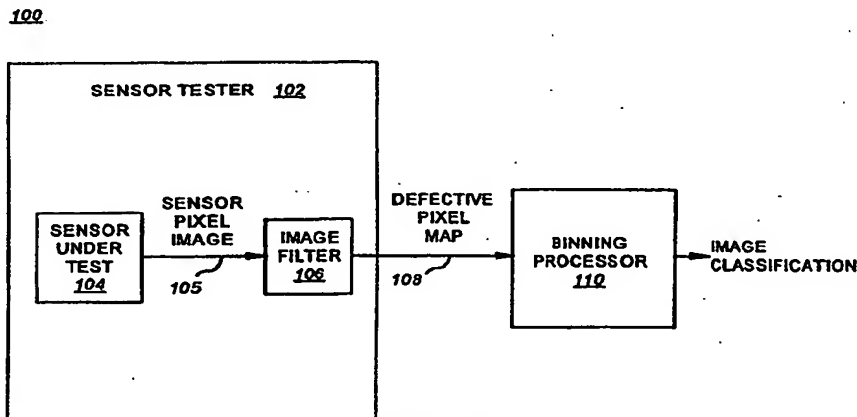 100
SENSOR TESTER 102
SENSOR
UNDER
TEST
104
SENSOR
PIXEL
IMAGE
105
IMAGE
FILTER
106
DEFECTIVE
PIXEL
MAP
108
BINNING
PROCESSOR
110
IMAGE
CLASSIFICATION